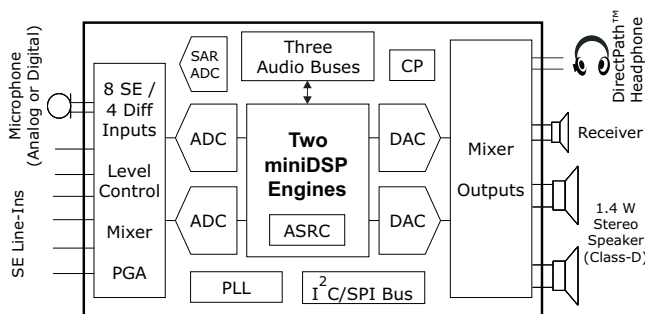 Microphone
(Analog or Digital)
SE Line-Ins
8 SE /
4 Diff
Inputs
Level
Control
Mixer
PGA
SAR
ADC
Three
Audio Buses
CP
ADC
ADC
Two
miniDSP
Engines
ASRC
DAC
DAC
PLL
I2C/SPI Bus
Mixer
Outputs
DirectPath™
Headphone
Receiver
1.4 W
Stereo
Speaker
(Class-D)